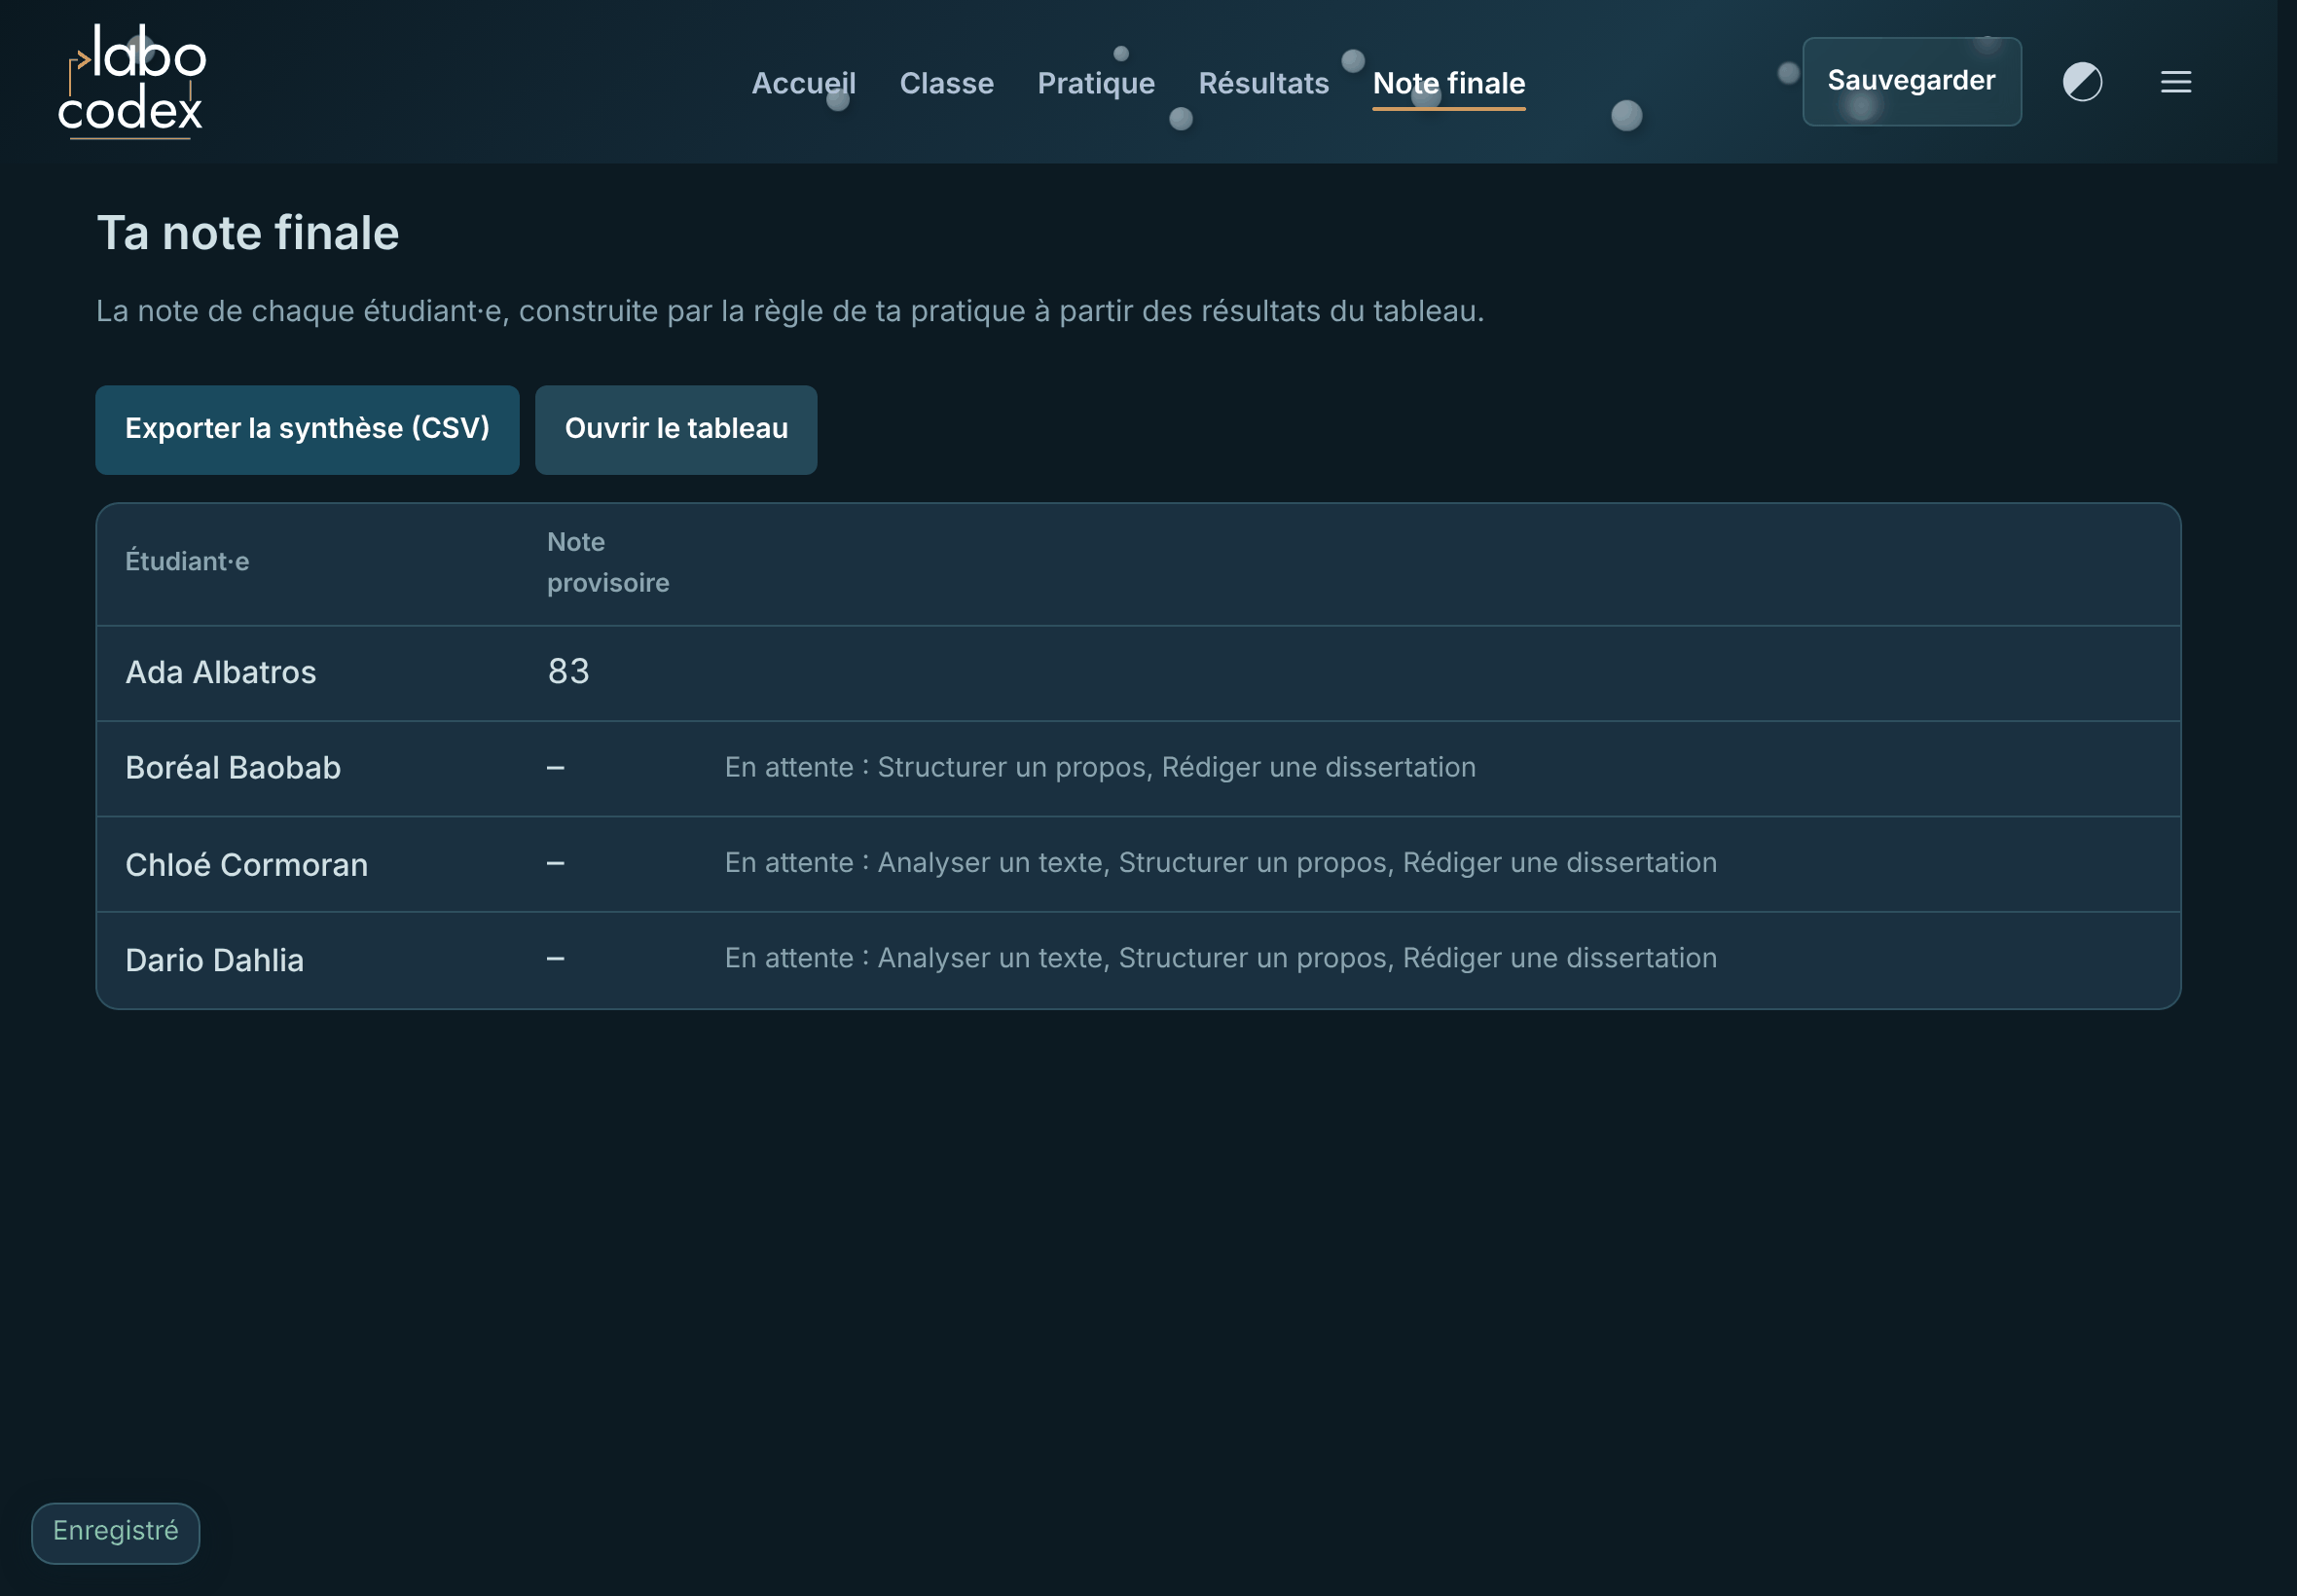 labo
codex
Accueil Classe Pratique Résultats Note finale
Sauvegarder
Ta note finale
La note de chaque étudiant·e, construite par la règle de ta pratique à partir des résultats du tableau.
Exporter la synthèse (CSV) Ouvrir le tableau
Étudiant·e Note
provisoire
Ada Albatros 83
Boréal Baobab – En attente : Structurer un propos, Rédiger une dissertation
Chloé Cormoran – En attente : Analyser un texte, Structurer un propos, Rédiger une dissertation
Dario Dahlia – En attente : Analyser un texte, Structurer un propos, Rédiger une dissertation
Enregistré